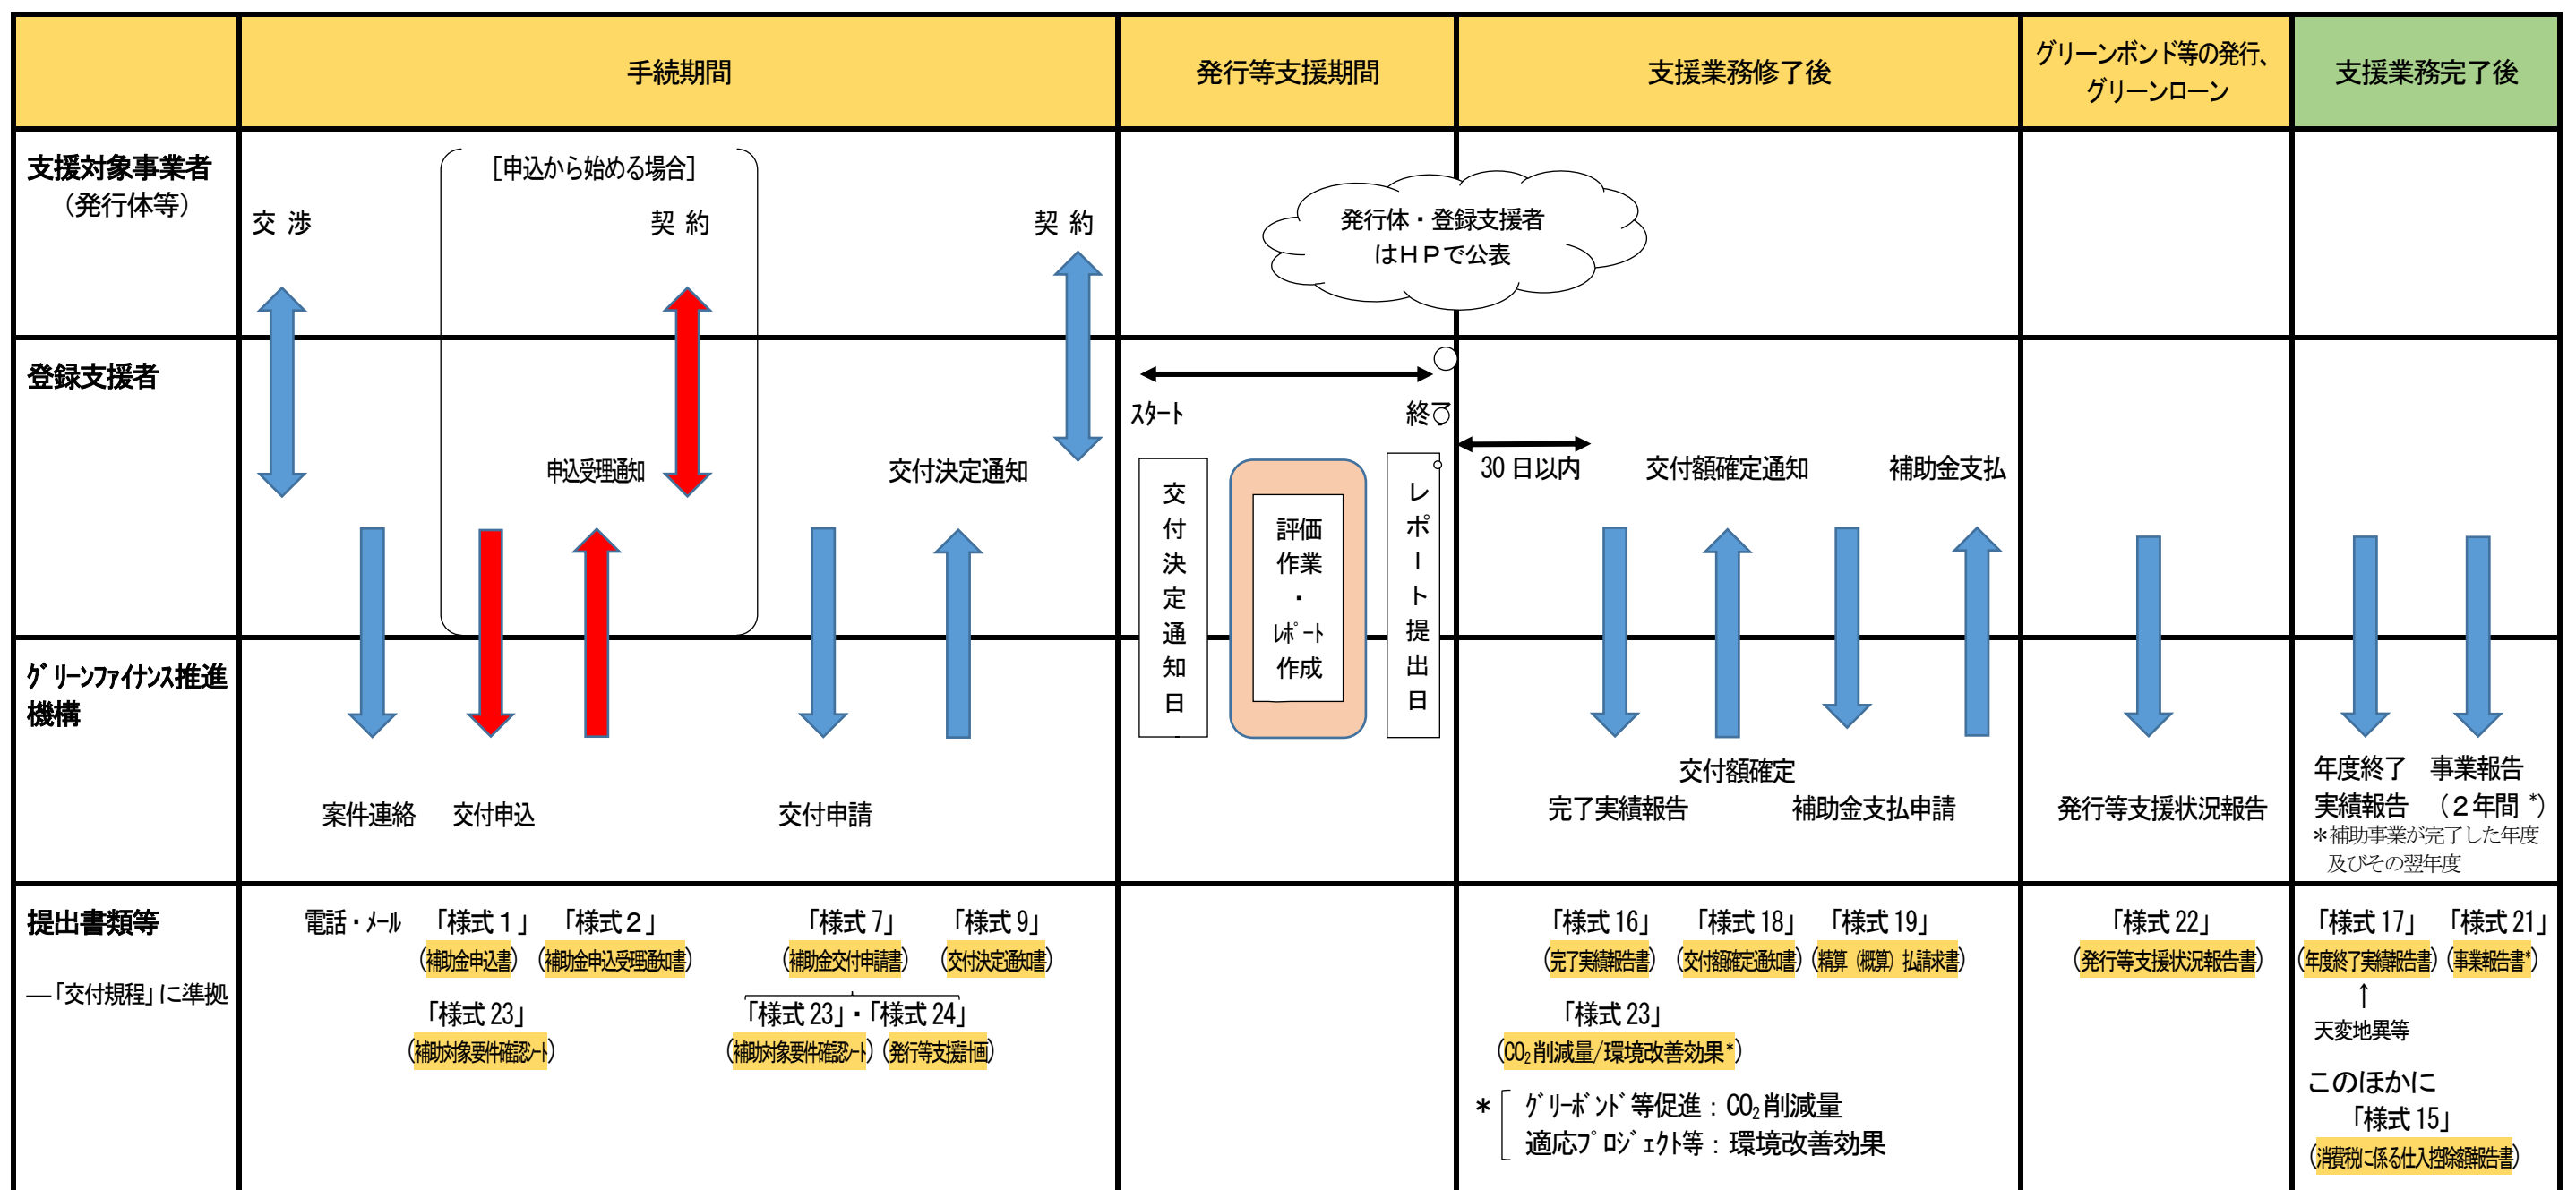 手続期間
発行等支援期間
支援業務修了後
グリーンボンド等の発行、
グリーンローン
支援業務完了後
支援対象事業者
（発行体等）
［申込から始める場合］
交 渉
契 約
契 約
発行体・登録支援者
はＨＰで公表
登録支援者
スタート
終了
申込受理通知
交付決定通知
30 日以内
交付額確定通知
補助金支払
交付決定通知日
評価
作業
・
ﾚﾎﾟｰﾄ
作成
レポート提出日
ｸﾞﾘｰﾝﾌｧｲﾅﾝｽ推進
機構
案件連絡
交付申込
交付申請
交付額確定
完了実績報告
補助金支払申請
発行等支援状況報告
年度終了
実績報告
事業報告
（２年間 *）
＊補助事業が完了した年度
及びその翌年度
提出書類等
―「交付規程」に準拠
電話・ﾒｰﾙ
「様式１」
（補助金申込書）
「様式２」
（補助金申込受理通知書）
「様式 23」
（補助対象要件確認ｼｰﾄ）
「様式 7」
（補助金交付申請書）
「様式 9」
（交付決定通知書）
「様式 23」・「様式 24」
（補助対象要件確認ｼｰﾄ）（発行等支援計画）
「様式 16」
（完了実績報告書）
「様式 18」
（交付額確定通知書）
「様式 19」
（精算（概算）払請求書）
「様式 23」
（CO₂削減量/環境改善効果*）
* ｸﾞﾘｰﾎﾞﾝﾄﾞ等促進：CO₂削減量
適応ﾌﾟﾛｼﾞｪｸﾄ等：環境改善効果
「様式 22」
（発行等支援状況報告書）
「様式 17」
（年度終了実績報告書）
↑
天変地異等
「様式 21」
（事業報告書*）
このほかに
「様式 15」
（消費税に係る仕入控除額報告書）